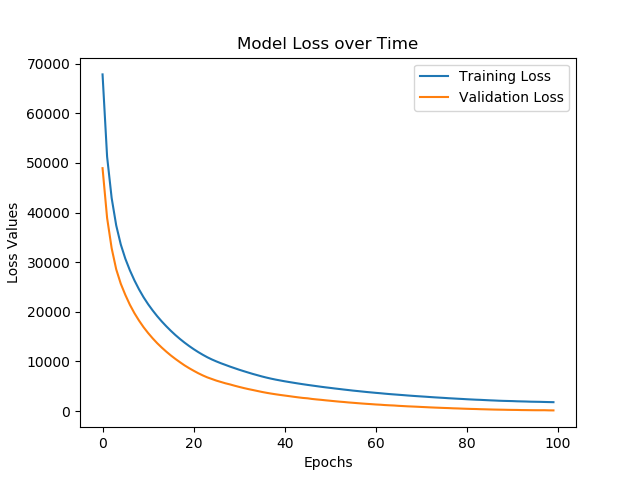 Model Loss over Time
Training Loss
Validation Loss
70000
60000
50000
40000
30000
20000
10000
0
Loss Values
0 20 40 60 80 100
Epochs